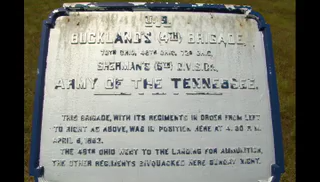 U.S.
BUCKLAND'S (4TH) BRIGADE,
70TH OHIO, 48TH OHIO, 72D OHIO,
SHERMAN'S (5TH) DIVISION,
ARMY OF THE TENNESSEE.
THIS BRIGADE, WITH ITS REGIMENTS IN ORDER FROM LEFT
TO RIGHT AS ABOVE, WAS IN POSITION HERE AT 4.30 P.M.
APRIL 6, 1862.
THE 48TH OHIO WENT TO THE LANDING FOR AMMUNITION,
THE OTHER REGIMENTS BIVOUACKED HERE SUNDAY NIGHT.